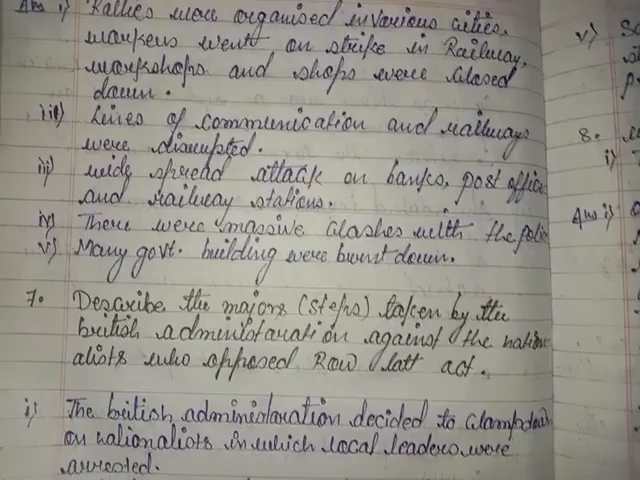 Ans i) Rallies were organised in various cities,
workers went on strike in Railway,
workshops and shops were closed
down.
iii) Lines of communication and railways
were disrupted.
iii) wide spread attack on banks, post office
and railway stations.
iv) There were massive clashes with the police
v) Many govt. building were burnt down.
7. Describe the majors (steps) taken by the
british administaration against the nation
alists who opposed Row latt act.
i) The british administaration decided to clampdown
on nationalists in which local leaders were
arrested.
v)
8.
i)
Ans i)